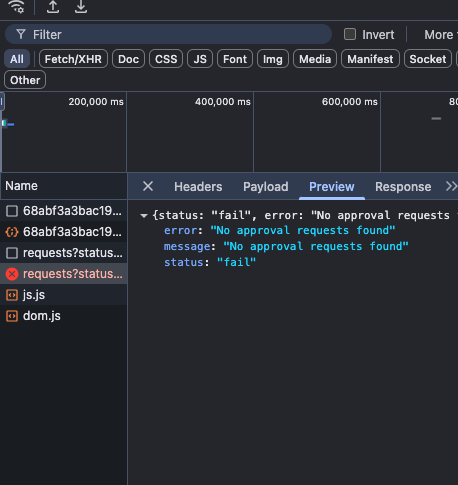 Filter
Invert
More
All
Fetch/XHR
Doc
CSS
JS
Font
Img
Media
Manifest
Socket
Other
200,000 ms
400,000 ms
600,000 ms
80
Name
Headers
Payload
Preview
Response
68abf3a3bac19...
{status: "fail", error: "No approval requests
68abf3a3bac19...
error: "No approval requests found"
requests?status...
message: "No approval requests found"
requests?status...
status: "fail"
js.js
dom.js